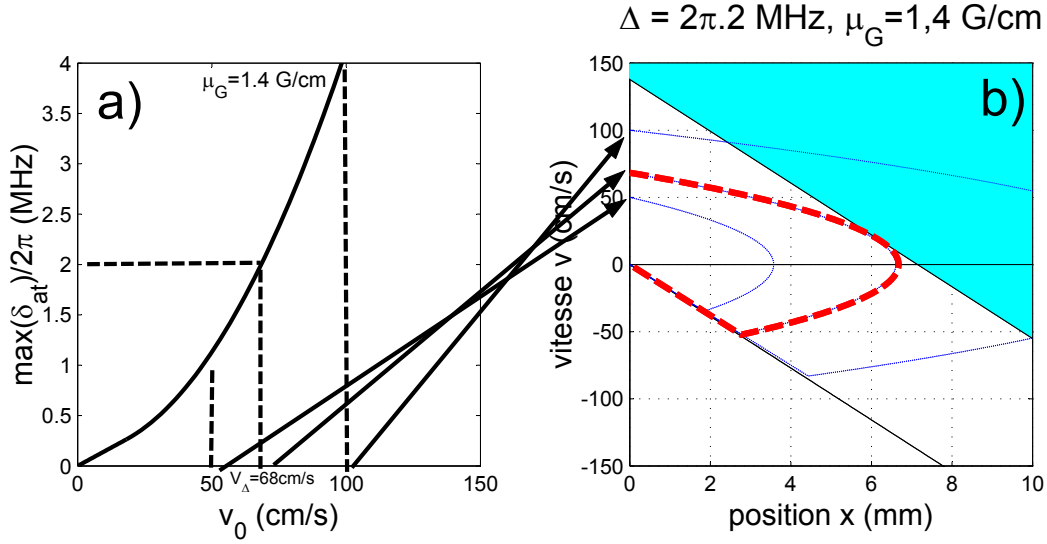 Δ = 2π.2 MHz, μG=1,4 G/cm
a)
μG=1.4 G/cm
max(δat)/2π (MHz)
4
3.5
3
2.5
2
1.5
1
0.5
0
0
50
100
150
VΔ=68cm/s
v0 (cm/s)
b)
vitesse v (cm/s)
150
100
50
0
-50
-100
-150
0
2
4
6
8
10
position x (mm)